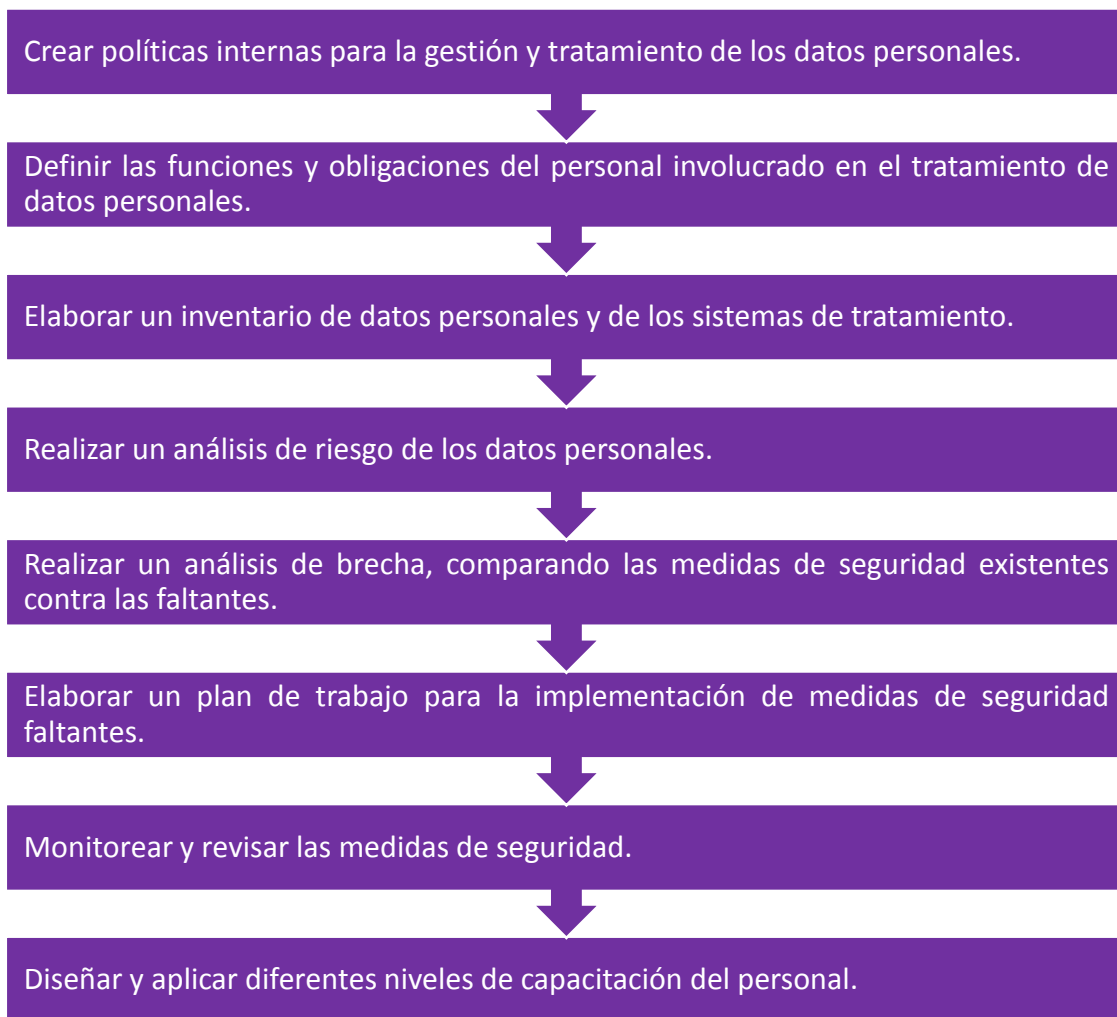 Crear políticas internas para la gestión y tratamiento de los datos personales.
Definir las funciones y obligaciones del personal involucrado en el tratamiento de
datos personales.
Elaborar un inventario de datos personales y de los sistemas de tratamiento.
Realizar un análisis de riesgo de los datos personales.
Realizar un análisis de brecha, comparando las medidas de seguridad existentes
contra las faltantes.
Elaborar un plan de trabajo para la implementación de medidas de seguridad
faltantes.
Monitorear y revisar las medidas de seguridad.
Diseñar y aplicar diferentes niveles de capacitación del personal.